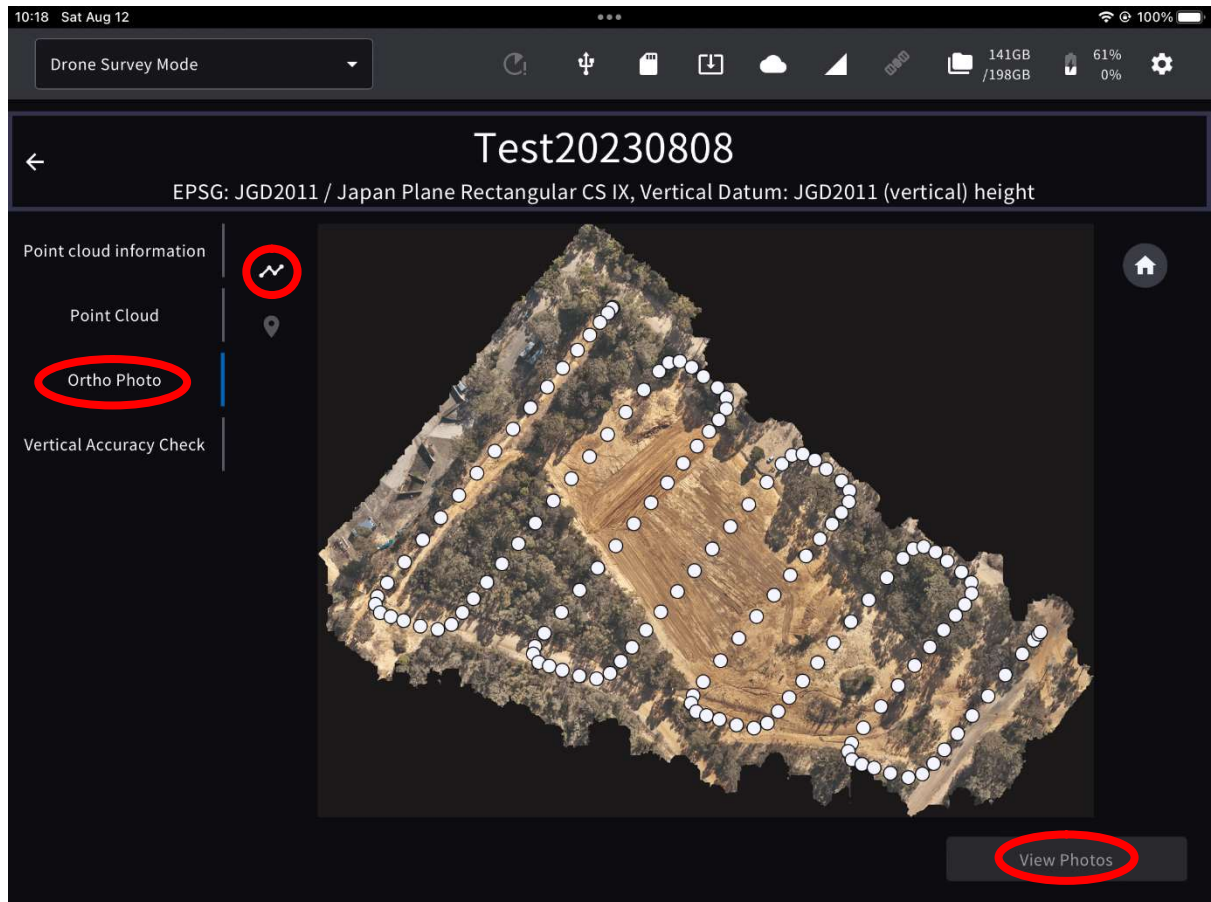 10:18 Sat Aug 12
100%
Drone Survey Mode
141GB
/198GB
61%
0%
Test20230808
EPSG: JGD2011 / Japan Plane Rectangular CS IX, Vertical Datum: JGD2011 (vertical) height
Point cloud information
Point Cloud
Ortho Photo
Vertical Accuracy Check
View Photos